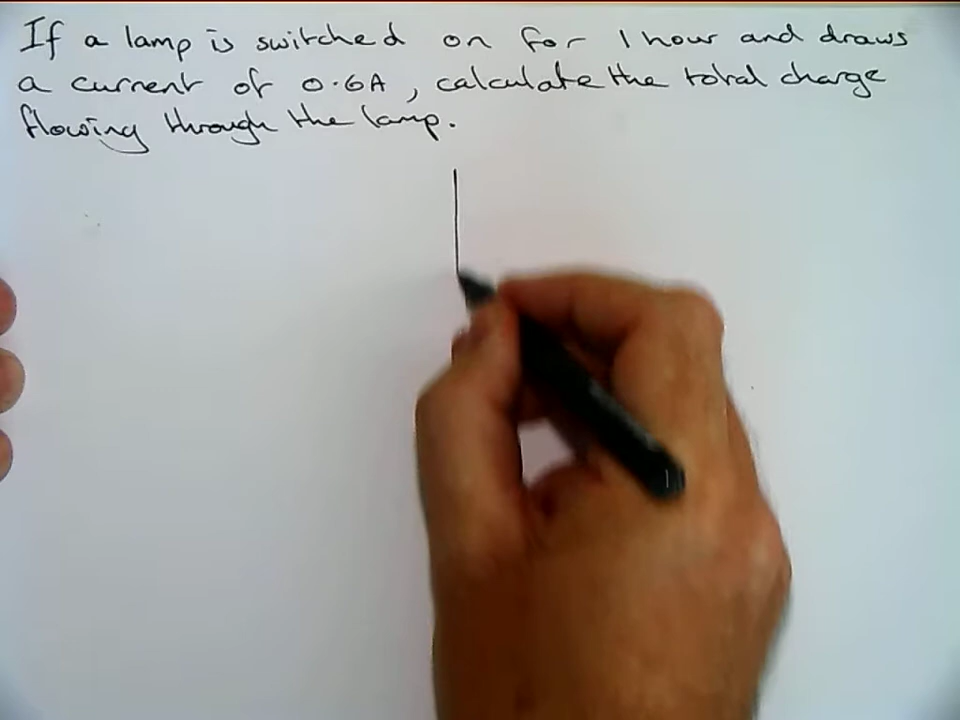 If a lamp is switched on for 1 hour and draws
a current of 0.6A, calculate the total charge
flowing through the lamp.